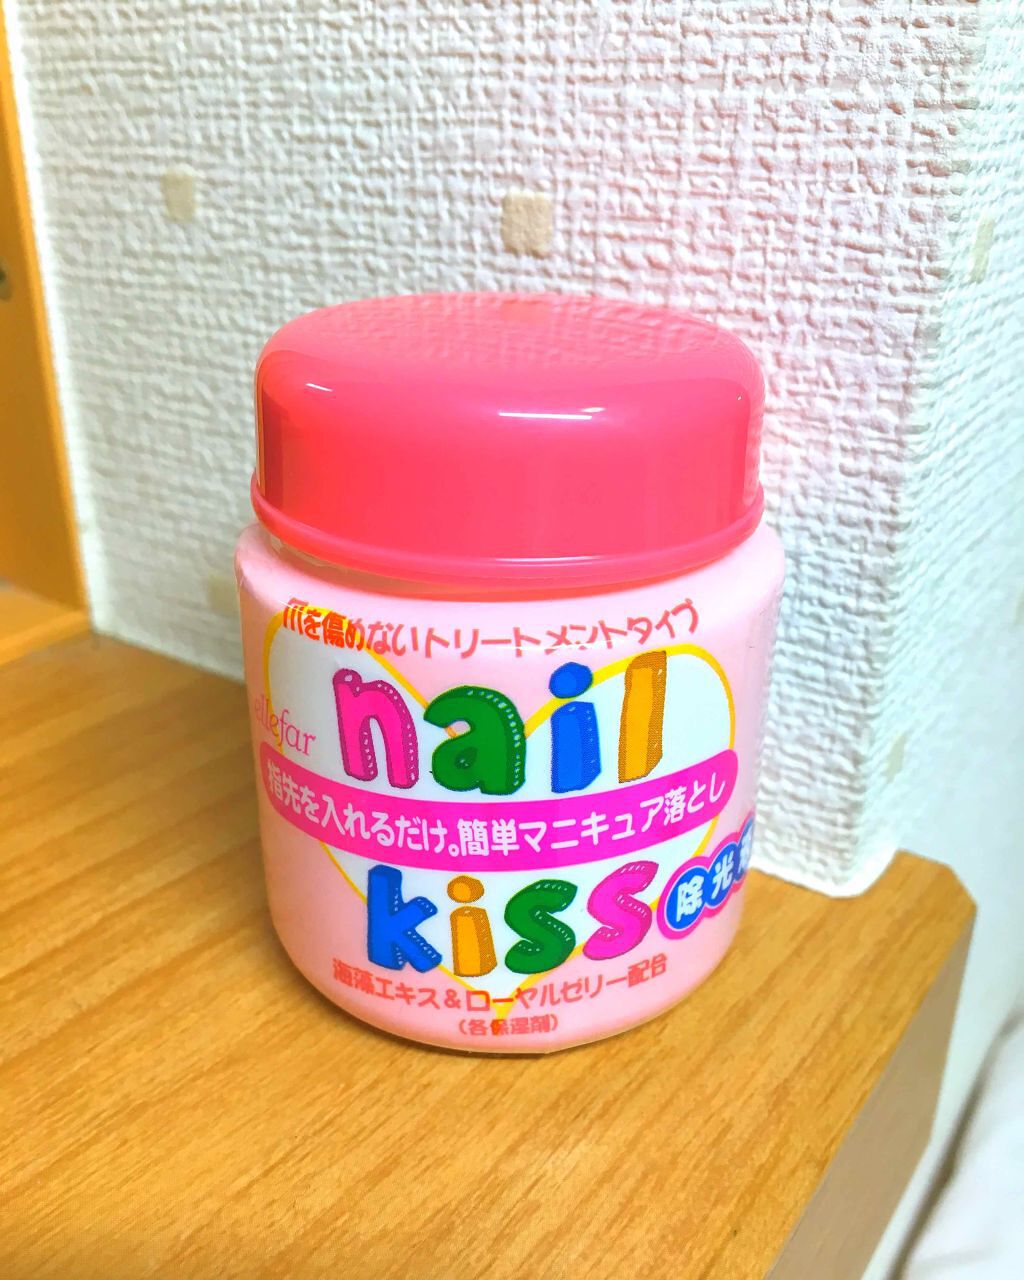 爪を傷めないトリートメントタイプ
nail
ellefar
指先を入れるだけ。簡単マニキュア落とし
kiss
除光
海藻エキス&ローヤルゼリー配合
(各保湿剤)